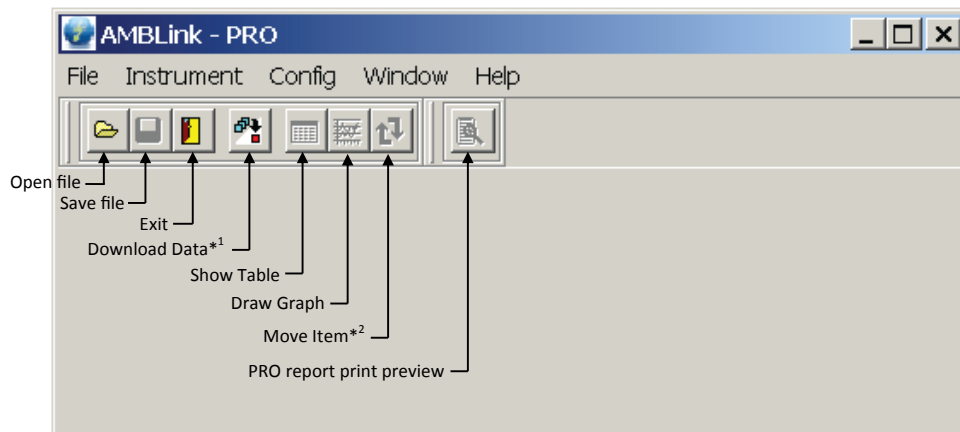 AMBLink - PRO
File Instrument Config Window Help
Open file
Save file
Exit
Download Data*1
Show Table
Draw Graph
Move Item*2
PRO report print preview